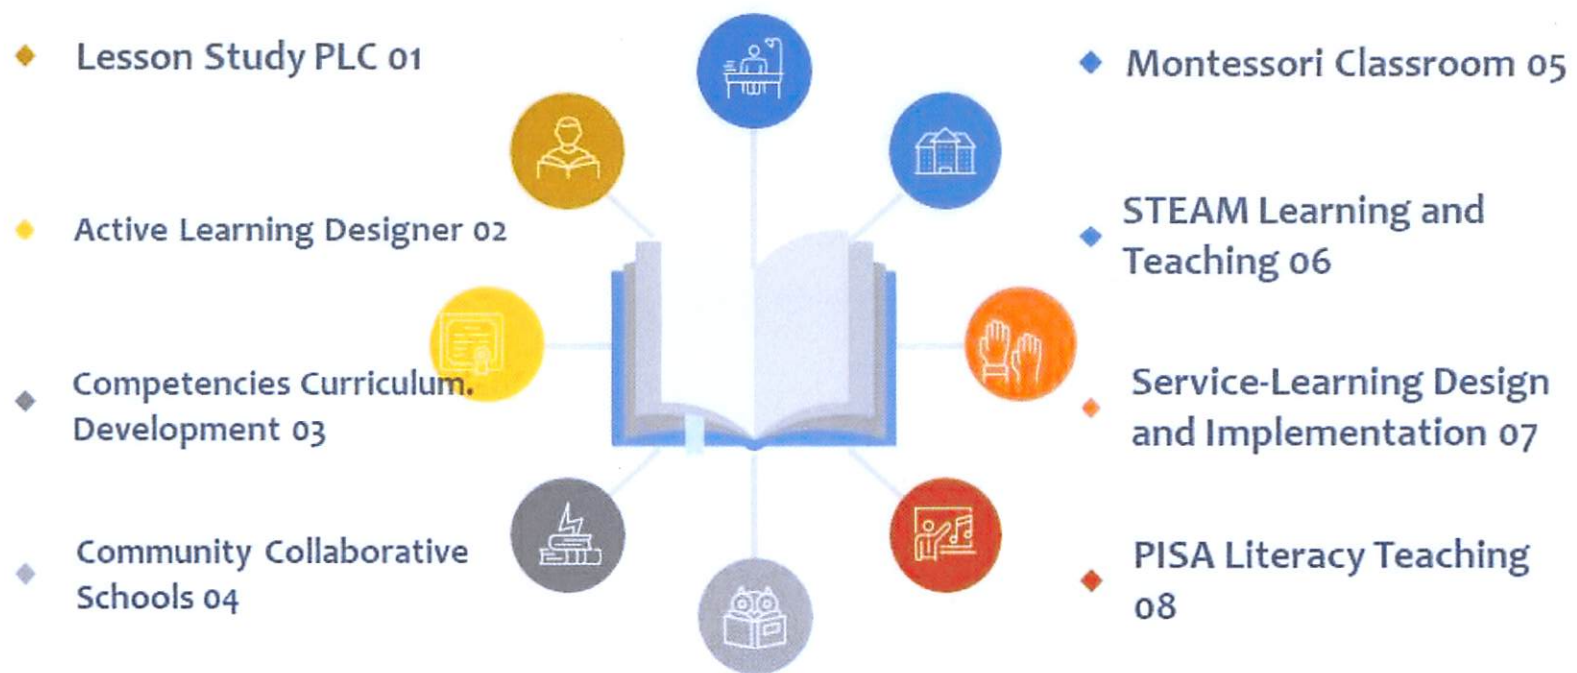 Lesson Study PLC 01
Active Learning Designer 02
Competencies Curriculum.
Development 03
Community Collaborative
Schools 04
Montessori Classroom 05
STEAM Learning and
Teaching 06
Service-Learning Design
and Implementation 07
PISA Literacy Teaching
08